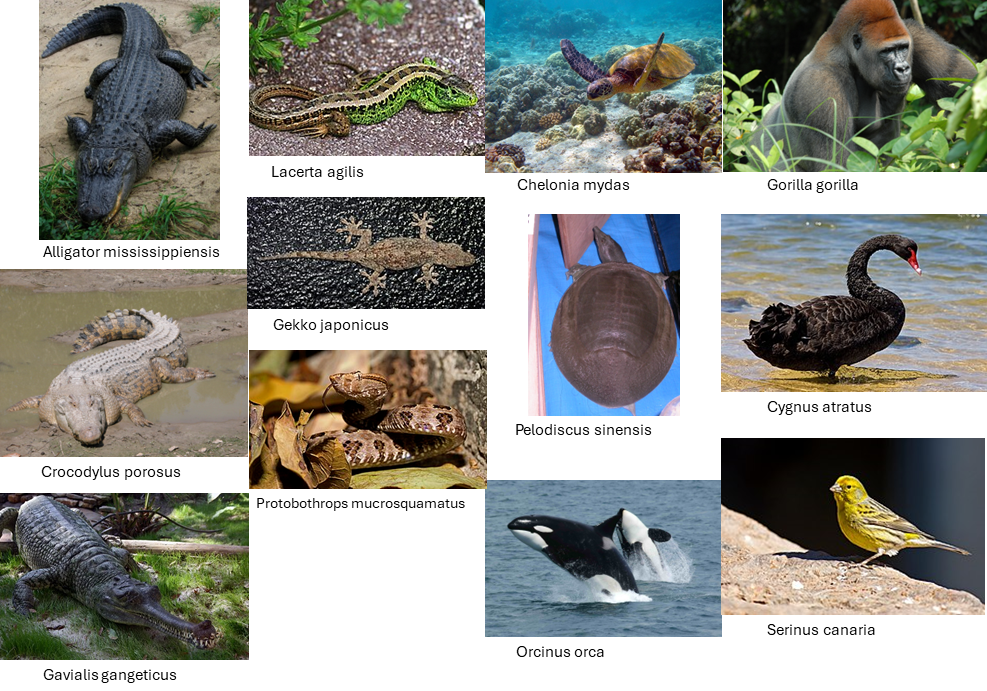 Lacerta agilis
Chelonia mydas
Gorilla gorilla
Alligator mississippiensis
Gekko japonicus
Cygnus atratus
Pelodiscus sinensis
Crocodylus porosus
Protobothrops mucrosquamatus
Serinus canaria
Orcinus orca
Gavialis gangeticus